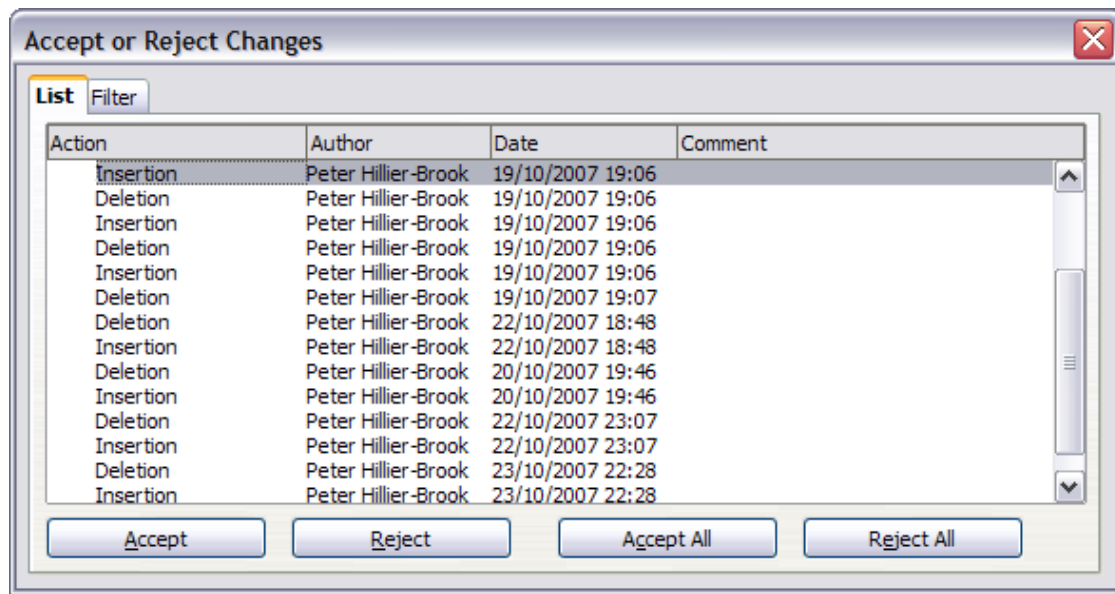 Accept or Reject Changes
List Filter
Action Author Date Comment
Insertion Peter Hillier-Brook 19/10/2007 19:06
Deletion Peter Hillier-Brook 19/10/2007 19:06
Insertion Peter Hillier-Brook 19/10/2007 19:06
Deletion Peter Hillier-Brook 19/10/2007 19:06
Insertion Peter Hillier-Brook 19/10/2007 19:06
Deletion Peter Hillier-Brook 19/10/2007 19:07
Deletion Peter Hillier-Brook 22/10/2007 18:48
Insertion Peter Hillier-Brook 22/10/2007 18:48
Deletion Peter Hillier-Brook 20/10/2007 19:46
Insertion Peter Hillier-Brook 20/10/2007 19:46
Deletion Peter Hillier-Brook 22/10/2007 23:07
Insertion Peter Hillier-Brook 22/10/2007 23:07
Deletion Peter Hillier-Brook 23/10/2007 22:28
Insertion Peter Hillier-Brook 23/10/2007 22:28
Accept Reject Accept All Reject All